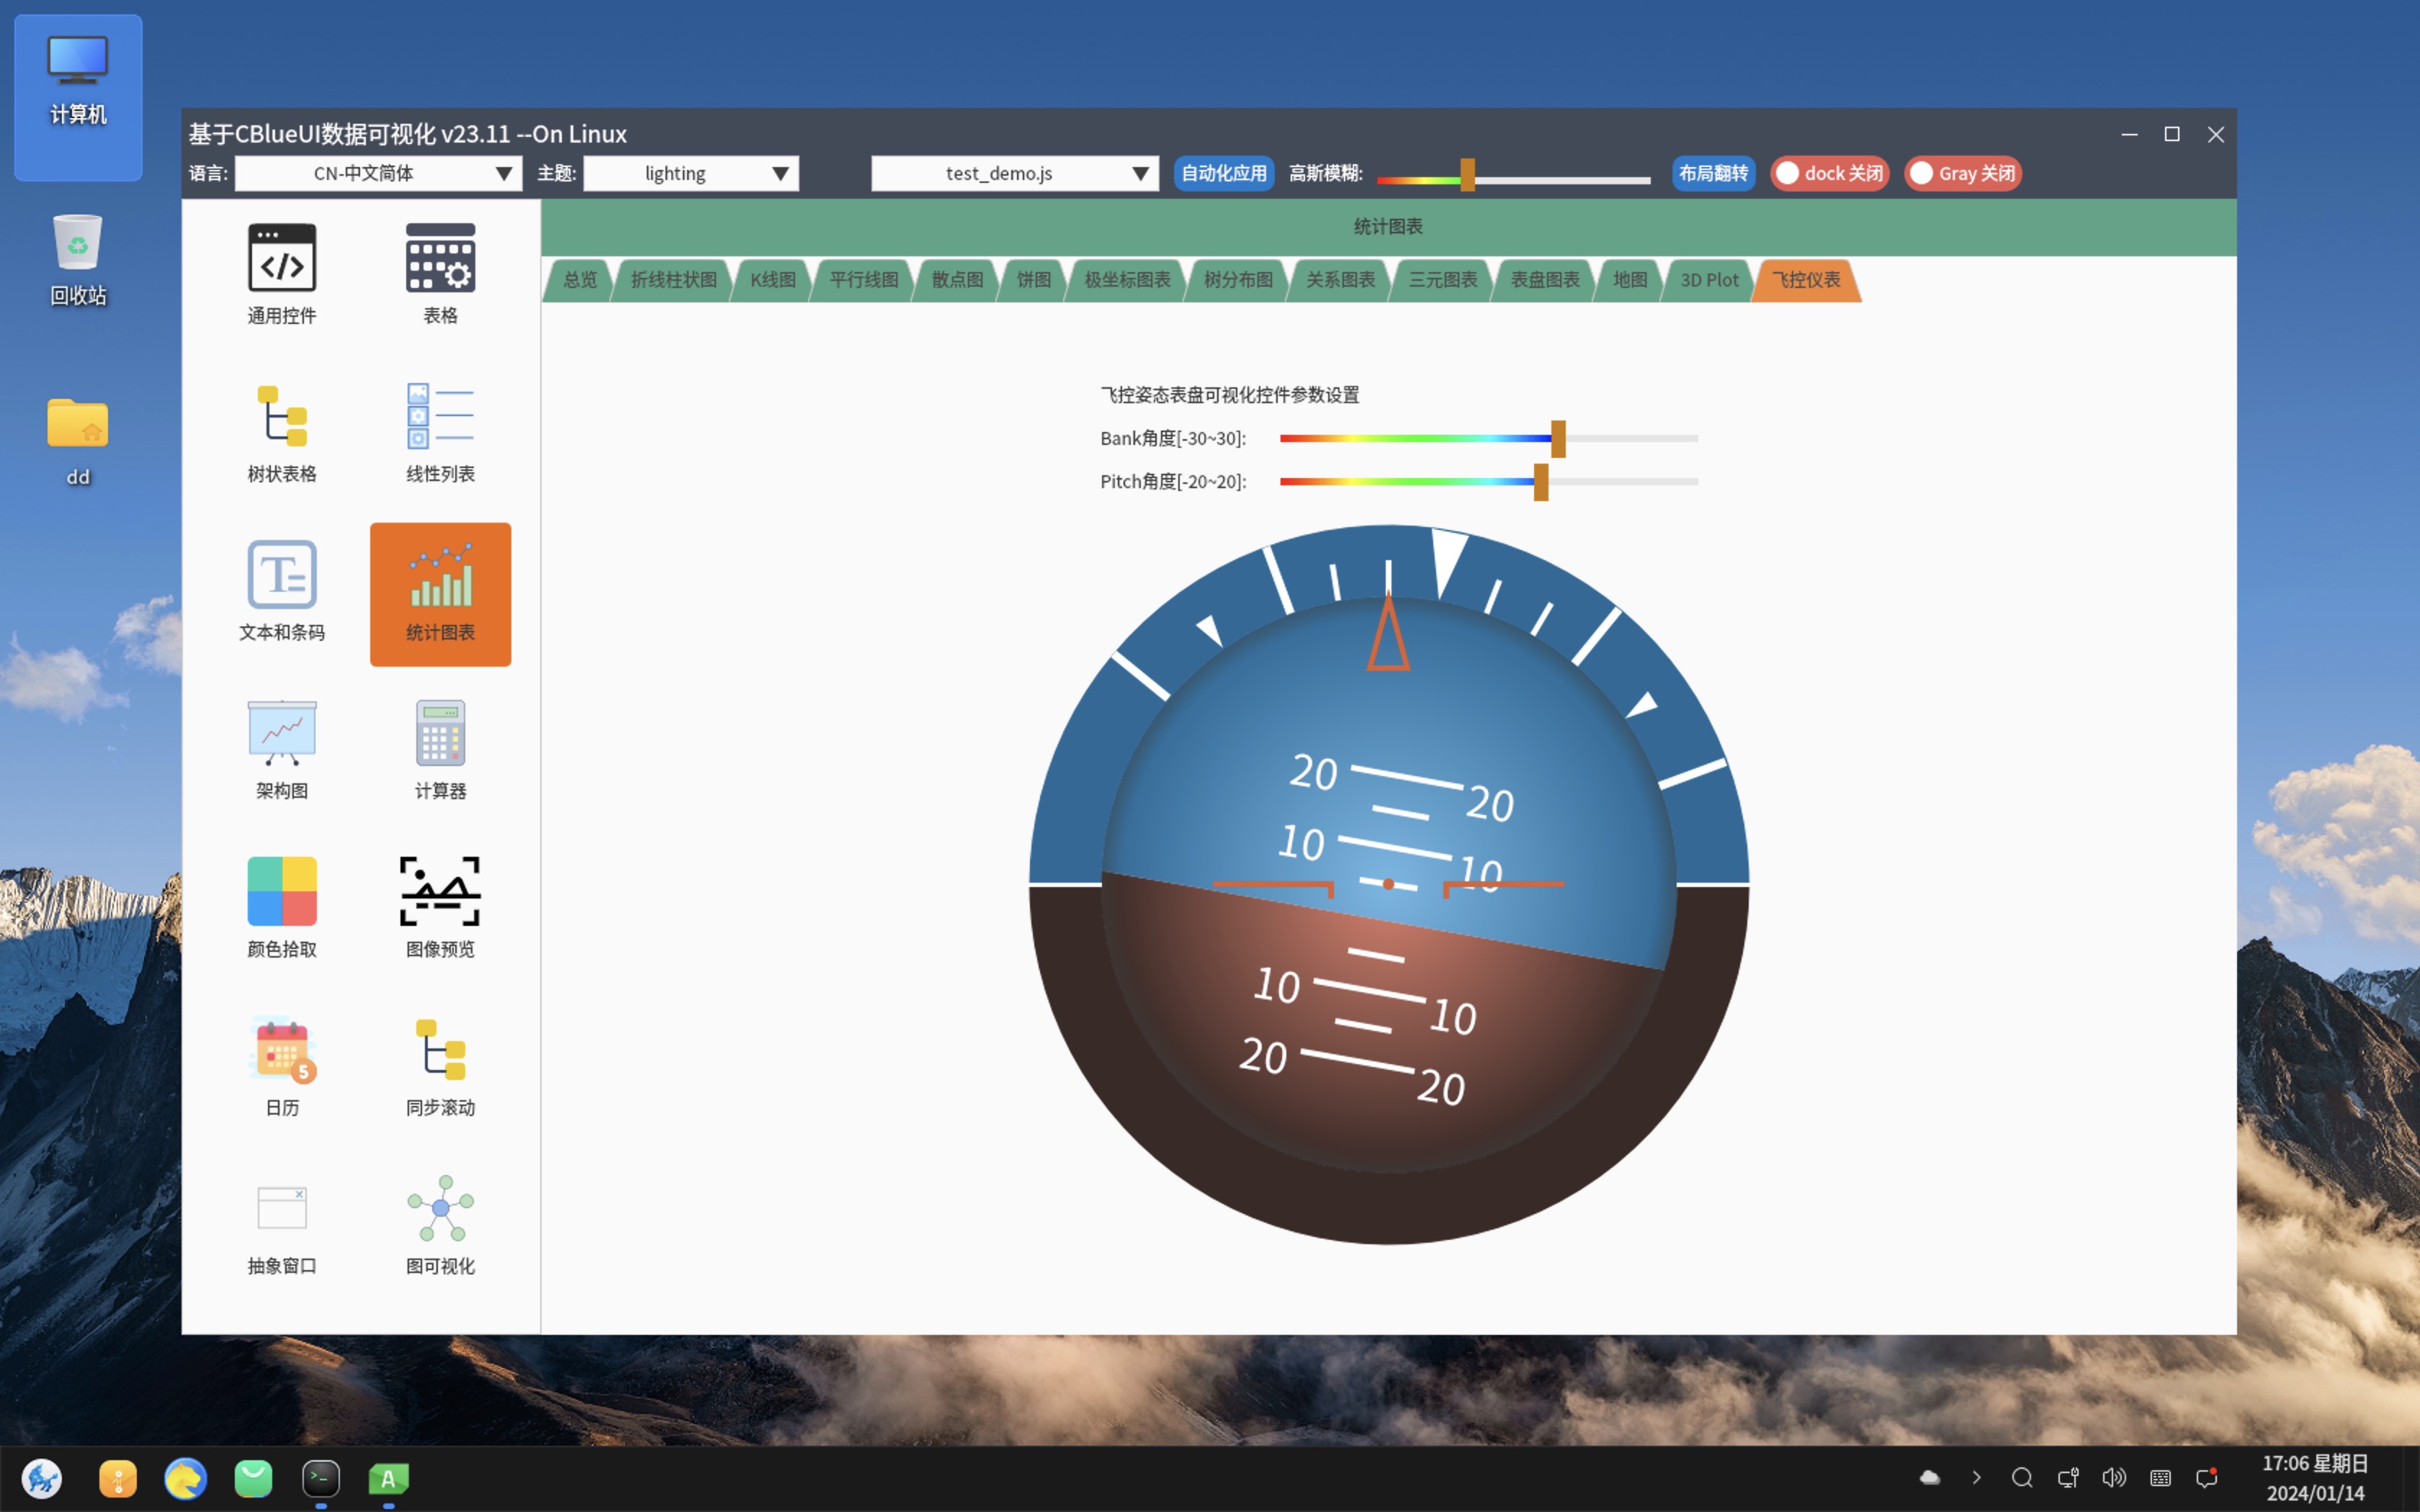 计算机
回收站
dd
基于CBlueUI数据可视化 v23.11 --On Linux
语言: CN-中文简体 主题: lighting test_demo.js 自动化应用 高斯模糊: 布局翻转 dock 关闭 Gray 关闭
通用控件 表格
树状表格 线性列表
文本和条码 统计图表
架构图 计算器
颜色拾取 图像预览
日历 同步滚动
5
抽象窗口 图可视化
统计图表
总览 折线柱状图 K线图 平行线图 散点图 饼图 极坐标图表 树分布图 关系图表 三元图表 表盘图表 地图 3D Plot 飞控仪表
飞控姿态表盘可视化控件参数设置
Bank角度[-30~30]:
Pitch角度[-20~20]:
20 20
10 10
10 10
20 20
A
17:06 星期日
2024/01/14